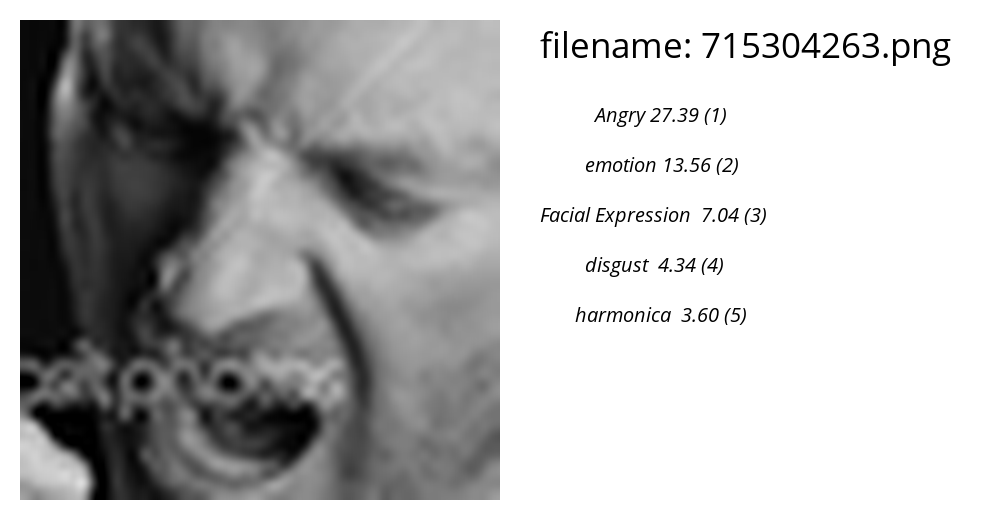 filename: 715304263.png
Angry 27.39 (1)
emotion 13.56 (2)
Facial Expression 7.04 (3)
disgust 4.34 (4)
harmonica 3.60 (5)
photos